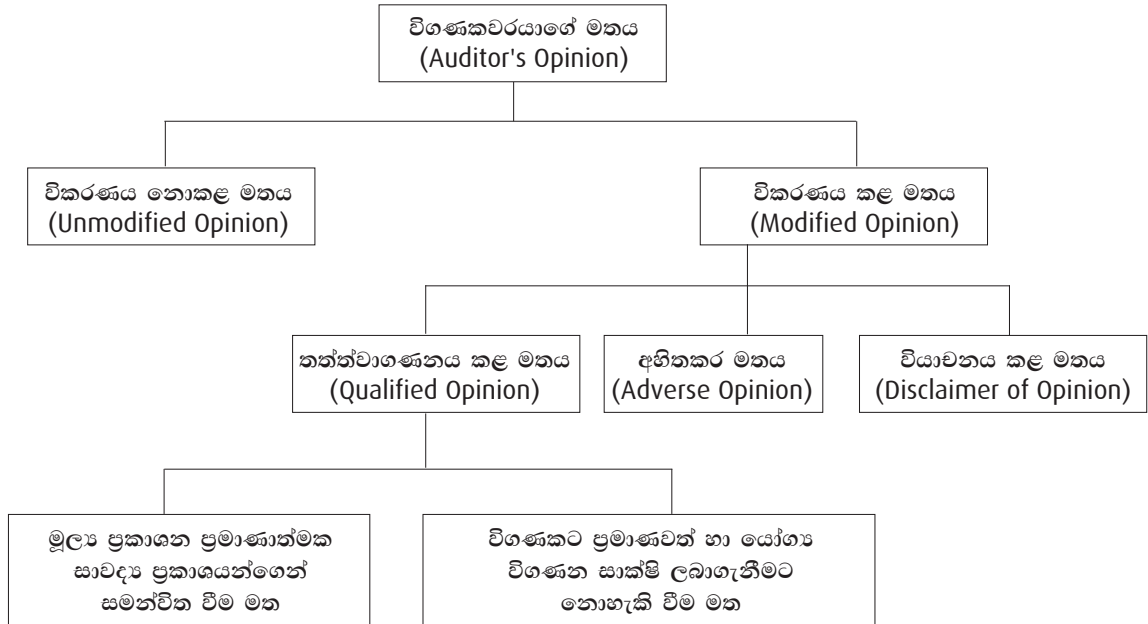 විගණකවරයාගේ මතය
(Auditor's Opinion)
විකරණය නොකළ මතය
(Unmodified Opinion)
විකරණය කළ මතය
(Modified Opinion)
තත්ත්වාගණනය කළ මතය
(Qualified Opinion)
අහිතකර මතය
(Adverse Opinion)
වියාචනය කළ මතය
(Disclaimer of Opinion)
මූල්‍ය ප්‍රකාශන ප්‍රමාණාත්මක
සාවද්‍ය ප්‍රකාශයන්ගෙන්
සමන්විත වීම මත
විගණකට ප්‍රමාණවත් හා යෝග්‍ය
විගණන සාක්ෂි ලබාගැනීමට
නොහැකි වීම මත